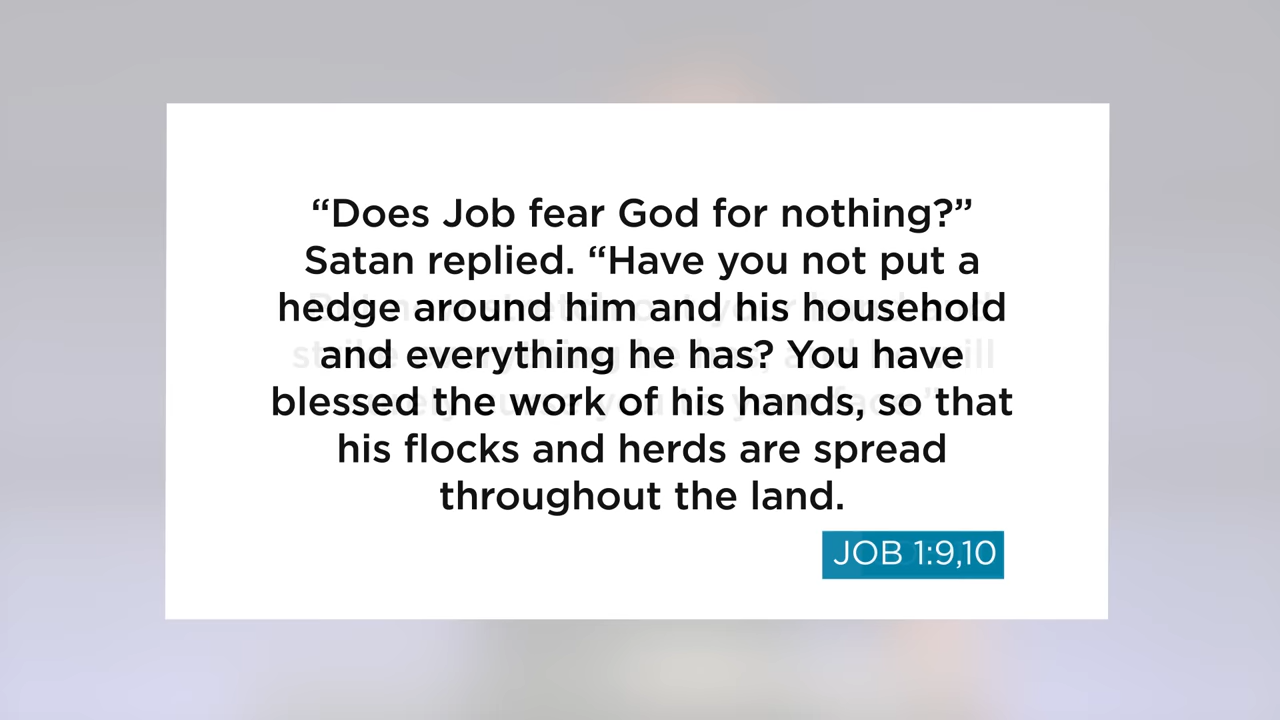 “Does Job fear God for nothing?”
Satan replied. “Have you not put a
hedge around him and his household
and everything he has? You have
blessed the work of his hands, so that
his flocks and herds are spread
throughout the land.
JOB 1:9,10